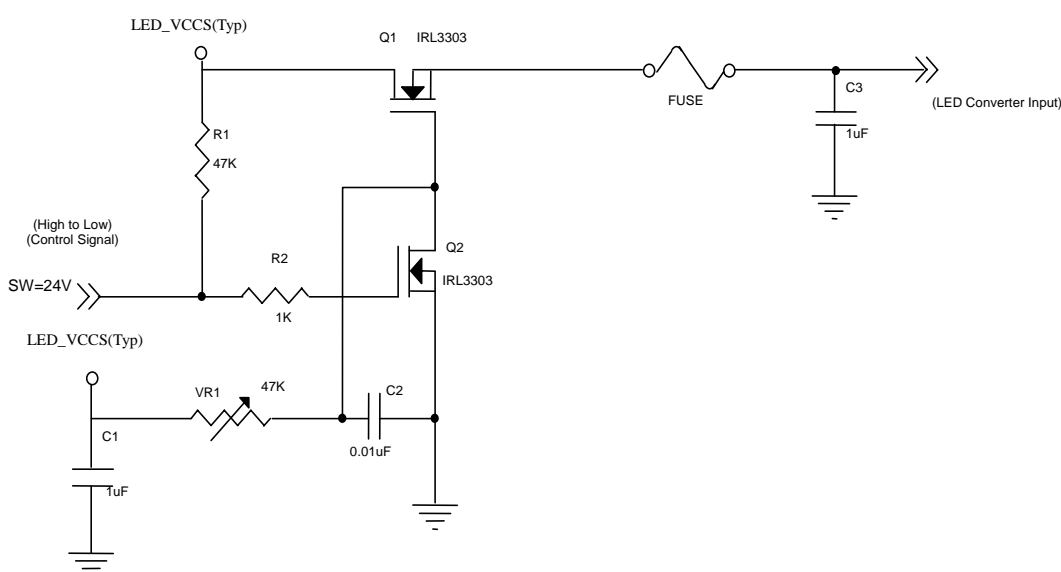 LED_VCCS(Typ)
Q1
IRL3303
FUSE
C3
1uF
(LED Converter Input)
R1
47K
(High to Low)
(Control Signal)
SW=24V
R2
1K
Q2
IRL3303
LED_VCCS(Typ)
VR1
47K
C2
0.01uF
C1
1uF